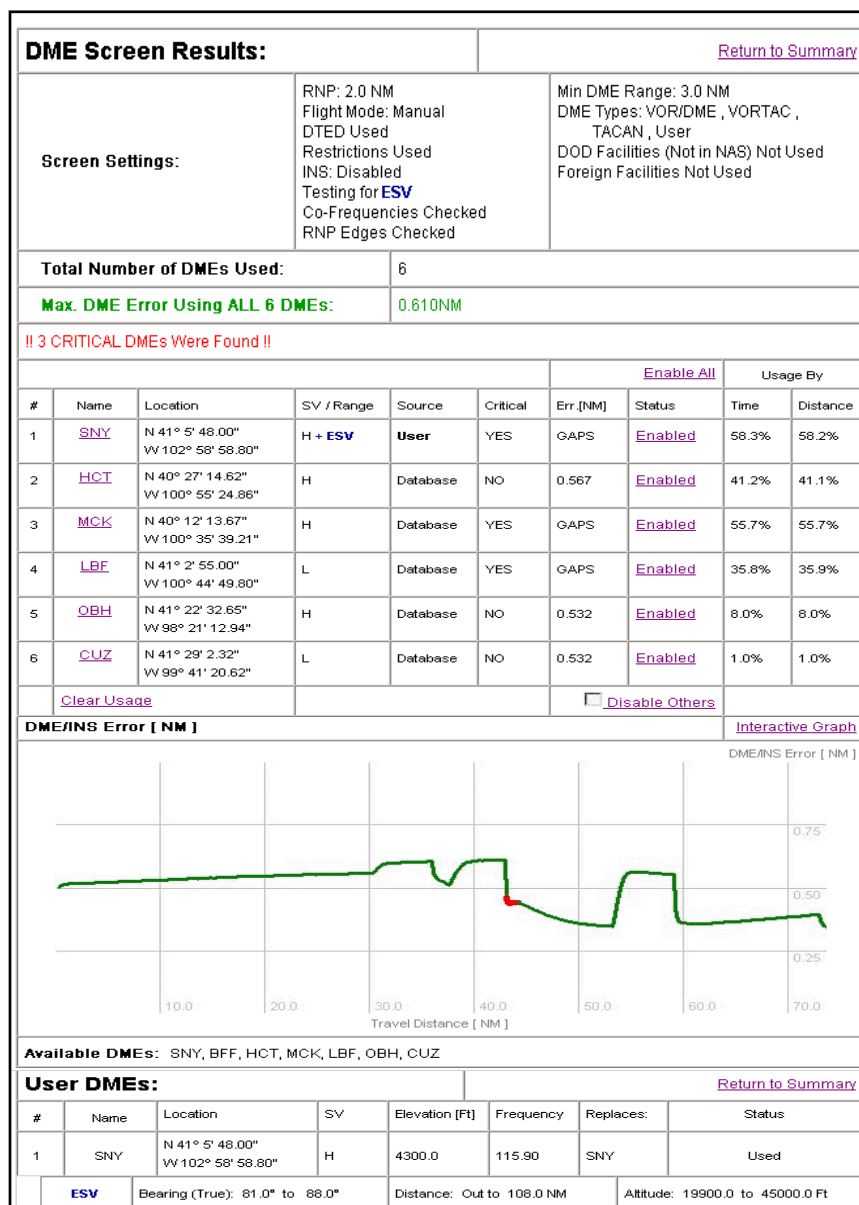 DME Screen Results:
Return to Summary
Screen Settings:
RNP: 2.0 NM
Flight Mode: Manual
DTED Used
Restrictions Used
INS: Disabled
Testing for ESV
Co-Frequencies Checked
RNP Edges Checked
Min DME Range: 3.0 NM
DME Types: VOR/DME , VORTAC ,
TACAN , User
DOD Facilities (Not in NAS) Not Used
Foreign Facilities Not Used
Total Number of DMEs Used: 6
Max. DME Error Using ALL 6 DMEs: 0.610NM
!! 3 CRITICAL DMEs Were Found !!
Enable All Usage By
# Name Location SV / Range Source Critical Err.[NM] Status Time Distance
1 SNY N 41° 5' 48.00" W 102° 58' 58.80" H + ESV User YES GAPS Enabled 58.3% 58.2%
2 HCT N 40° 27' 14.62" W 100° 55' 24.86" H Database NO 0.567 Enabled 41.2% 41.1%
3 MCK N 40° 12' 13.67" W 100° 35' 39.21" H Database YES GAPS Enabled 55.7% 55.7%
4 LBF N 41° 2' 55.00" W 100° 44' 49.80" L Database YES GAPS Enabled 35.8% 35.9%
5 OBH N 41° 22' 32.65" W 98° 21' 12.94" H Database NO 0.532 Enabled 8.0% 8.0%
6 CUZ N 41° 29' 2.32" W 99° 41' 20.62" L Database NO 0.532 Enabled 1.0% 1.0%
Clear Usage Disable Others
DME/INS Error [ NM ] Interactive Graph
DME/INS Error [ NM ]
0.75
0.50
0.25
10.0 20.0 30.0 40.0 50.0 60.0 70.0
Travel Distance [ NM ]
Available DMEs: SNY, BFF, HCT, MCK, LBF, OBH, CUZ
User DMEs: Return to Summary
# Name Location SV Elevation [Ft] Frequency Replaces: Status
1 SNY N 41° 5' 48.00" W 102° 58' 58.80" H 4300.0 115.90 SNY Used
ESV Bearing (True): 81.0° to 88.0° Distance: Out to 108.0 NM Altitude: 19900.0 to 45000.0 Ft